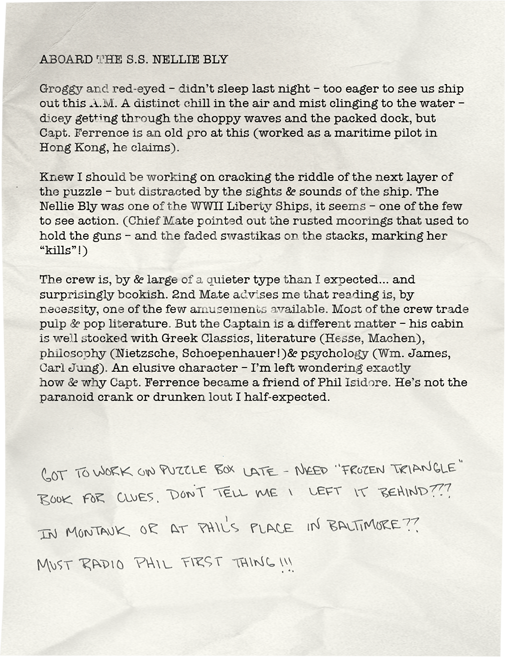 ABOARD THE S.S. NELLIE BLY
Groggy and red-eyed – didn't sleep last night – too eager to see us ship
out this A.M. A distinct chill in the air and mist clinging to the water –
dicey getting through the choppy waves and the packed dock, but
Capt. Ferrence is an old pro at this (worked as a maritime pilot in
Hong Kong, he claims).
Knew I should be working on cracking the riddle of the next layer of
the puzzle – but distracted by the sights & sounds of the ship. The
Nellie Bly was one of the WWII Liberty Ships, it seems – one of the few
to see action. (Chief Mate pointed out the rusted moorings that used to
hold the guns – and the faded swastikas on the stacks, marking her
"kills"!)
The crew is, by & large of a quieter type than I expected... and
surprisingly bookish. 2nd Mate advises me that reading is, by
necessity, one of the few amusements available. Most of the crew trade
pulp & pop literature. But the Captain is a different matter – his cabin
is well stocked with Greek Classics, literature (Hesse, Machen),
philosophy (Nietzsche, Schoepenhauer!)& psychology (Wm. James,
Carl Jung). An elusive character – I'm left wondering exactly
how & why Capt. Ferrence became a friend of Phil Isidore. He's not the
paranoid crank or drunken lout I half-expected.
GOT TO WORK ON PUZZLE BOX LATE – NEED "FROZEN TRIANGLE"
BOOK FOR CLUES. DON'T TELL ME I LEFT IT BEHIND???
IN MONTAUK OR AT PHIL'S PLACE IN BALTIMORE??
MUST RADIO PHIL FIRST THING!!!